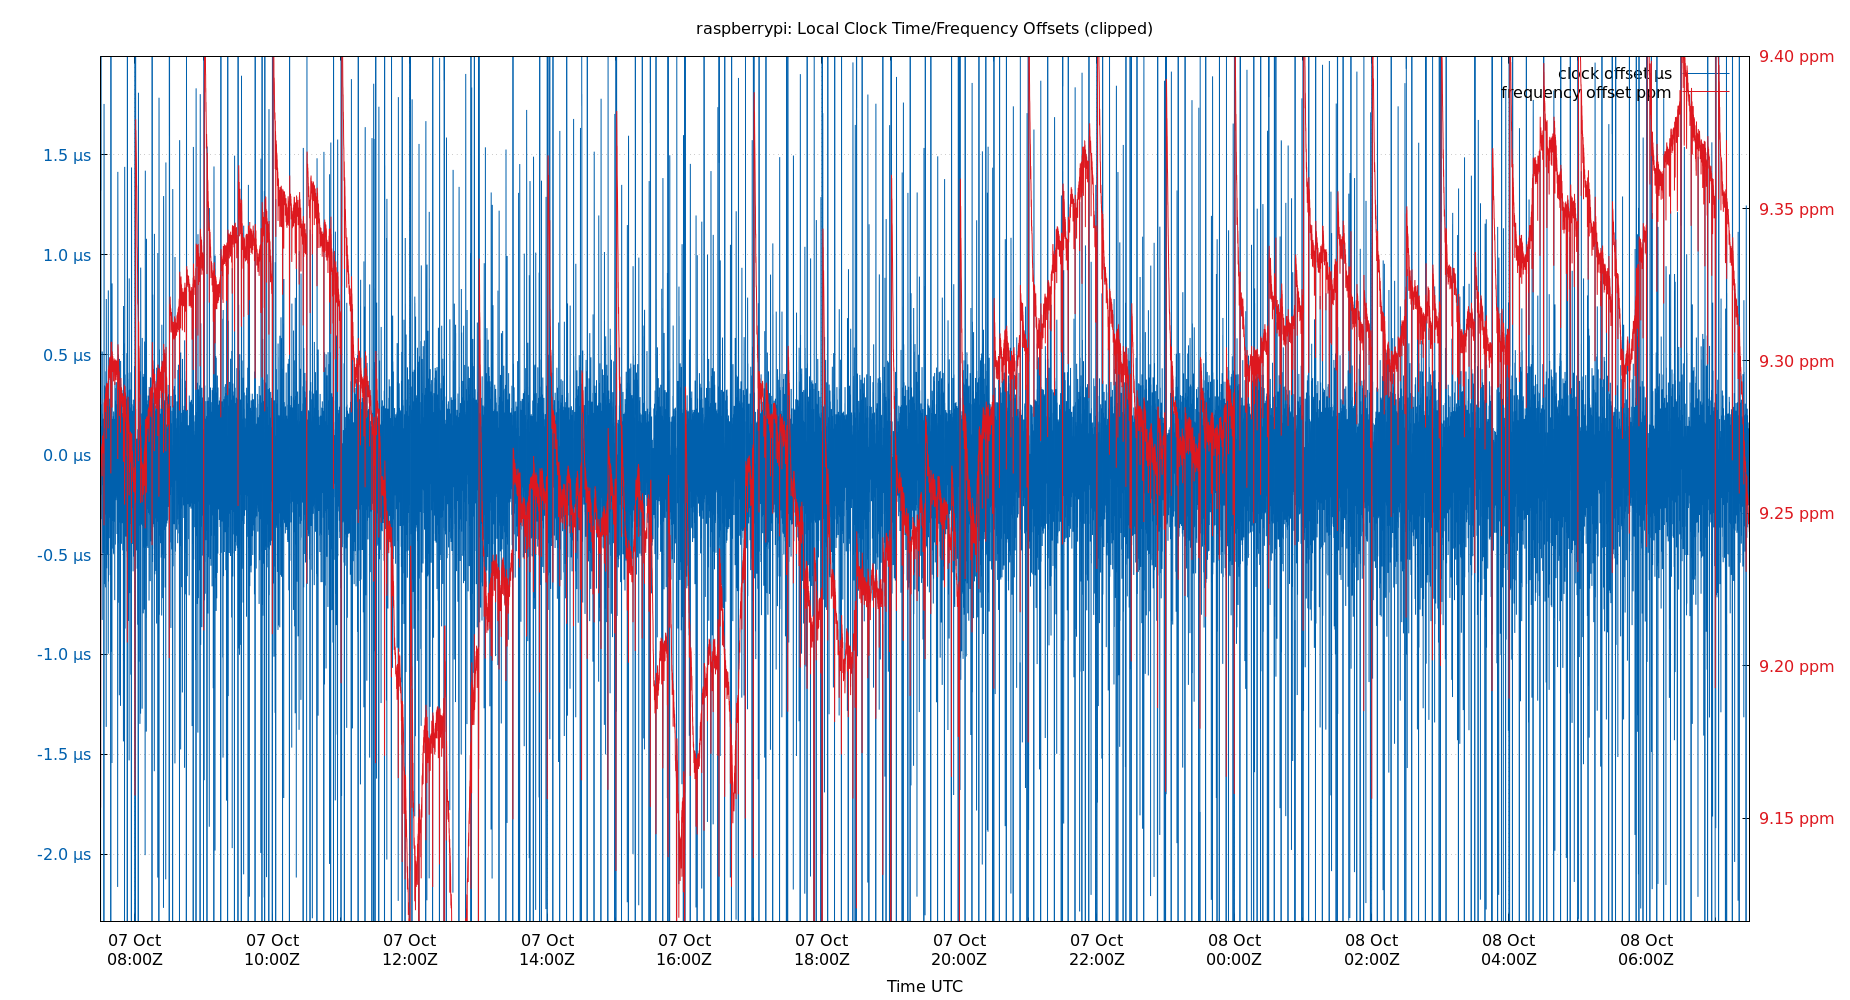 raspberrypi: Local Clock Time/Frequency Offsets (clipped)
9.40 ppm
clock offset µs
frequency offset ppm
1.5 µs
9.35 ppm
1.0 µs
0.5 µs
9.30 ppm
0.0 µs
9.25 ppm
-0.5 µs
-1.0 µs
9.20 ppm
-1.5 µs
9.15 ppm
-2.0 µs
07 Oct 07 Oct 07 Oct 07 Oct 07 Oct 07 Oct 07 Oct 07 Oct 08 Oct 08 Oct 08 Oct 08 Oct
08:00Z 10:00Z 12:00Z 14:00Z 16:00Z 18:00Z 20:00Z 22:00Z 00:00Z 02:00Z 04:00Z 06:00Z
Time UTC